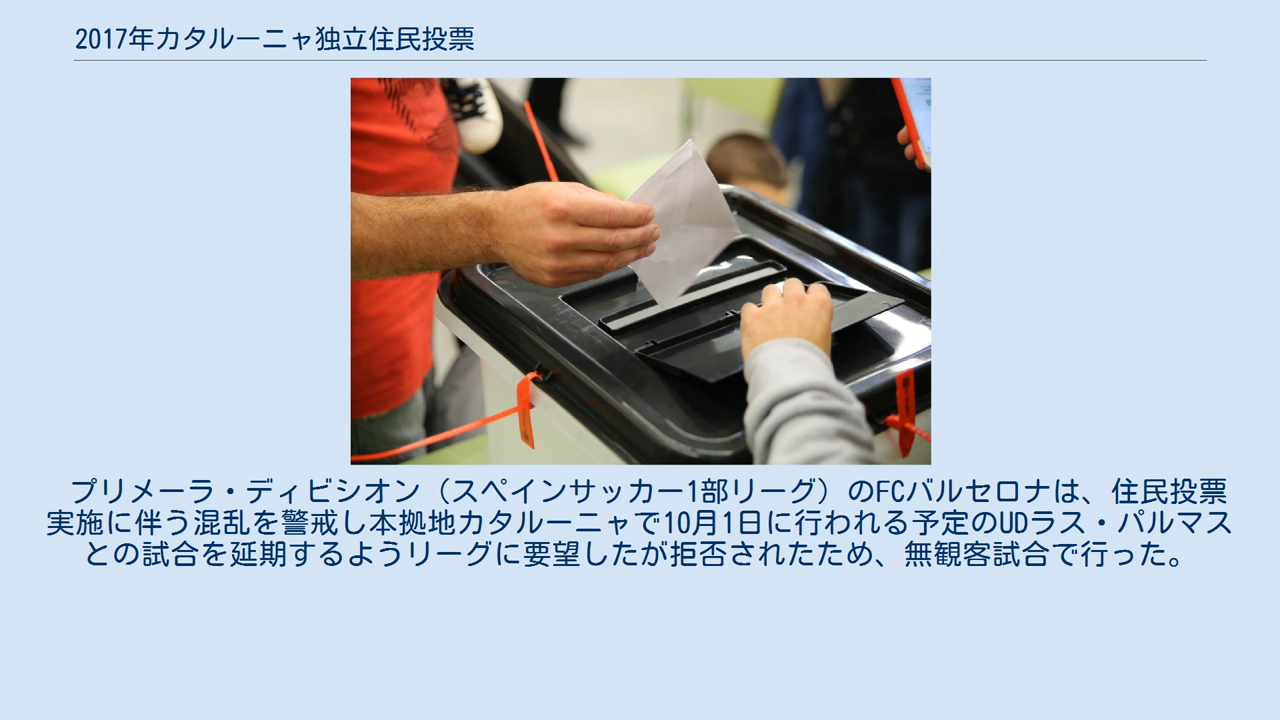 2017年カタルーニャ独立住民投票
プリメーラ・ディビシオン（スペインサッカー1部リーグ）のFCバルセロナは、住民投票
実施に伴う混乱を警戒し本拠地カタルーニャで10月1日に行われる予定のUDラス・パルマス
との試合を延期するようリーグに要望したが拒否されたため、無観客試合で行った。